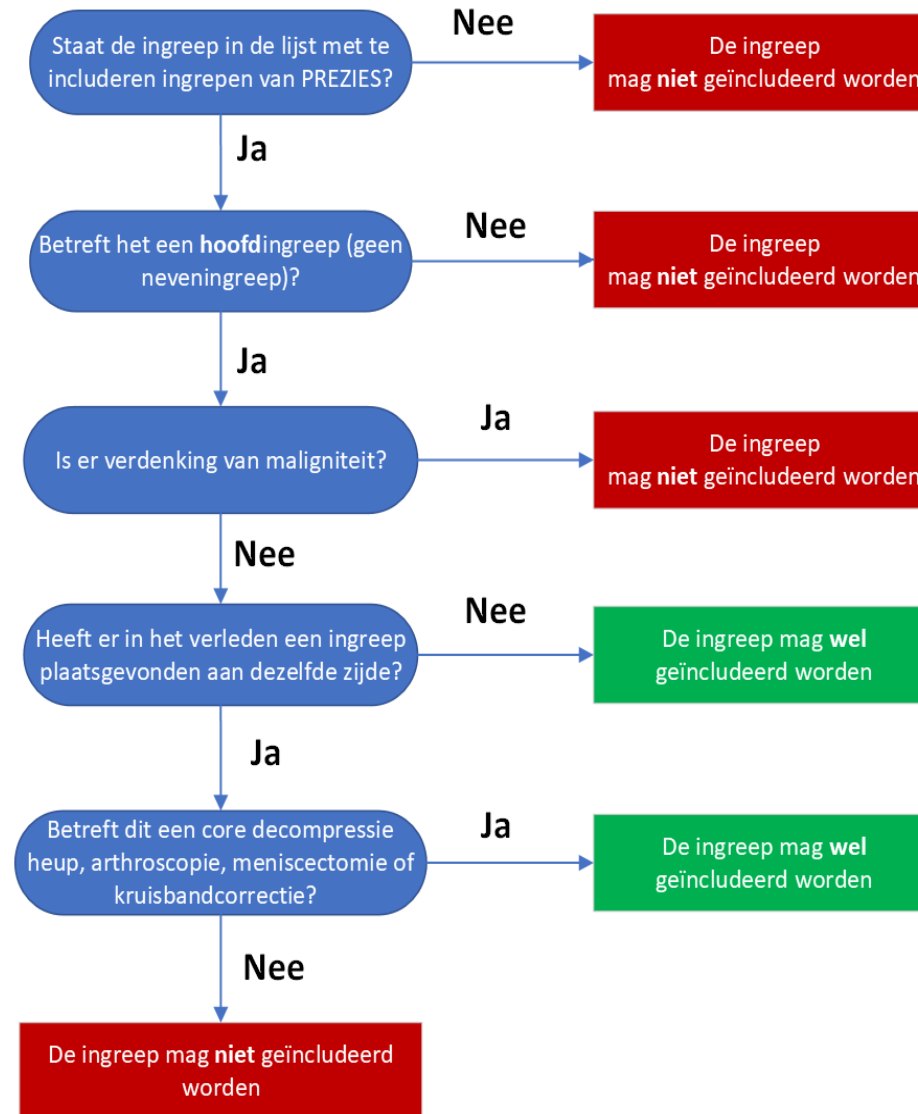 Staat de ingreep in de lijst met te
includeren ingrepen van PREZIES?
Nee
De ingreep
mag niet geïncludeerd worden
Ja
Betreft het een hoofdingreep (geen
neveningreep)?
Nee
De ingreep
mag niet geïncludeerd worden
Ja
Is er verdenking van maligniteit?
Ja
De ingreep
mag niet geïncludeerd worden
Nee
Heeft er in het verleden een ingreep
plaatsgevonden aan dezelfde zijde?
Nee
De ingreep mag wel
geïncludeerd worden
Ja
Betreft dit een core decompressie
heup, arthroscopie, meniscectomie of
kruisbandcorrectie?
Ja
De ingreep mag wel
geïncludeerd worden
Nee
De ingreep mag niet geïncludeerd
worden